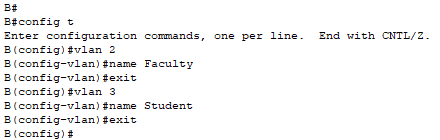 B#
B#config t
Enter configuration commands, one per line.  End with CNTL/Z.
B(config)#vlan 2
B(config-vlan)#name Faculty
B(config-vlan)#exit
B(config)#vlan 3
B(config-vlan)#name Student
B(config-vlan)#exit
B(config)#